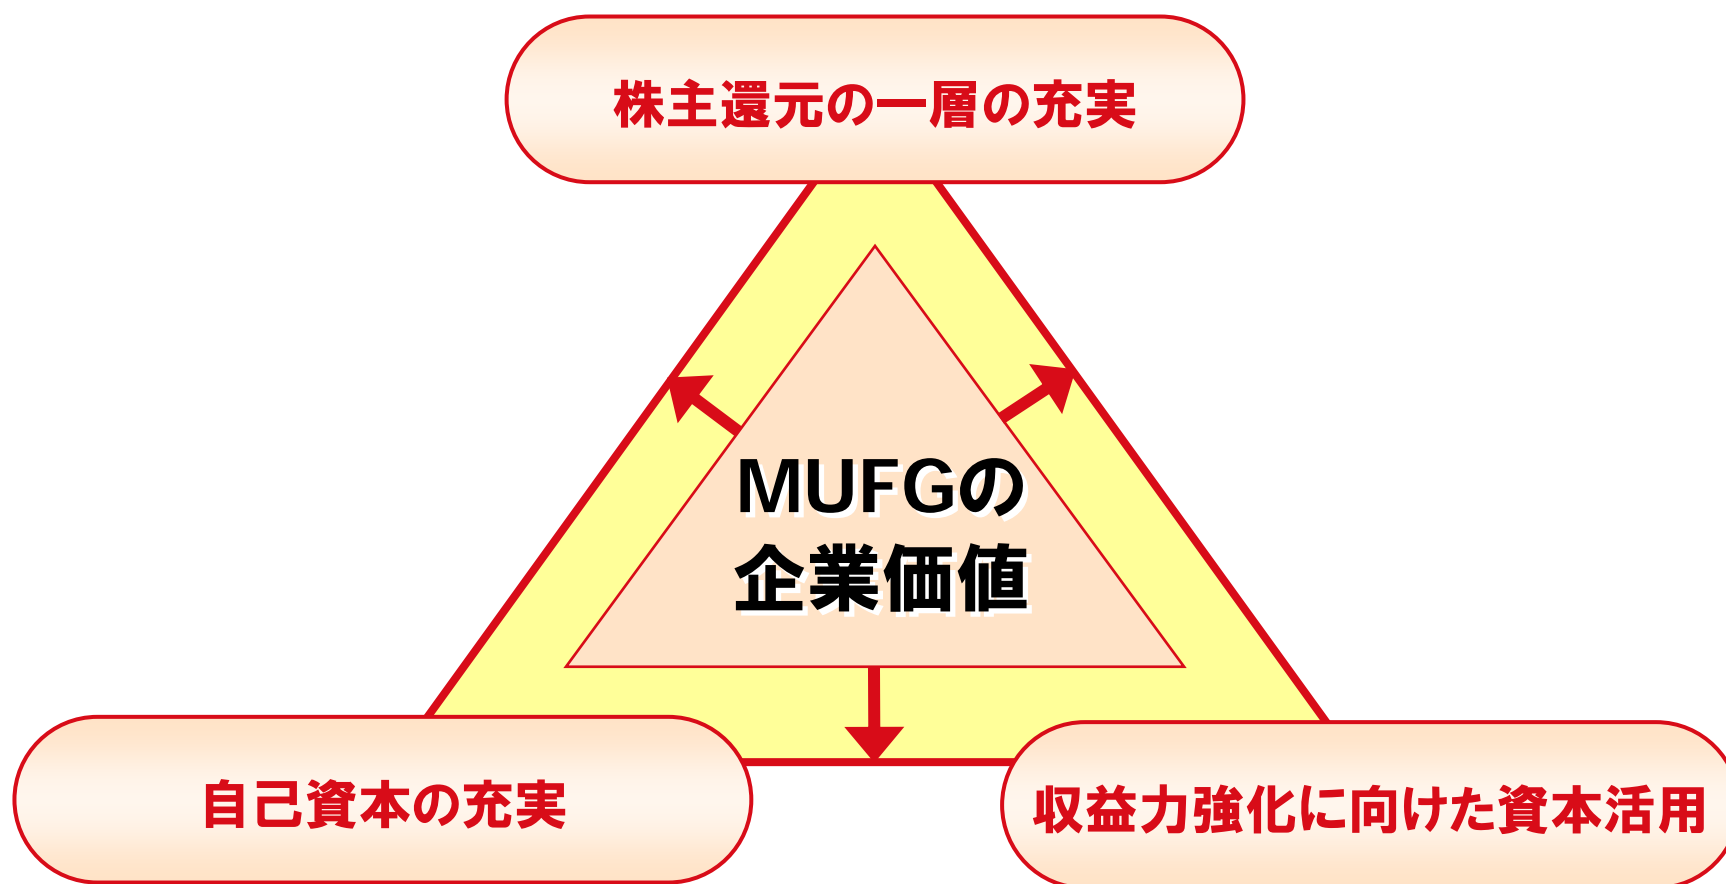 株主還元の一層の充実
MUFGの
企業価値
自己資本の充実
収益力強化に向けた資本活用